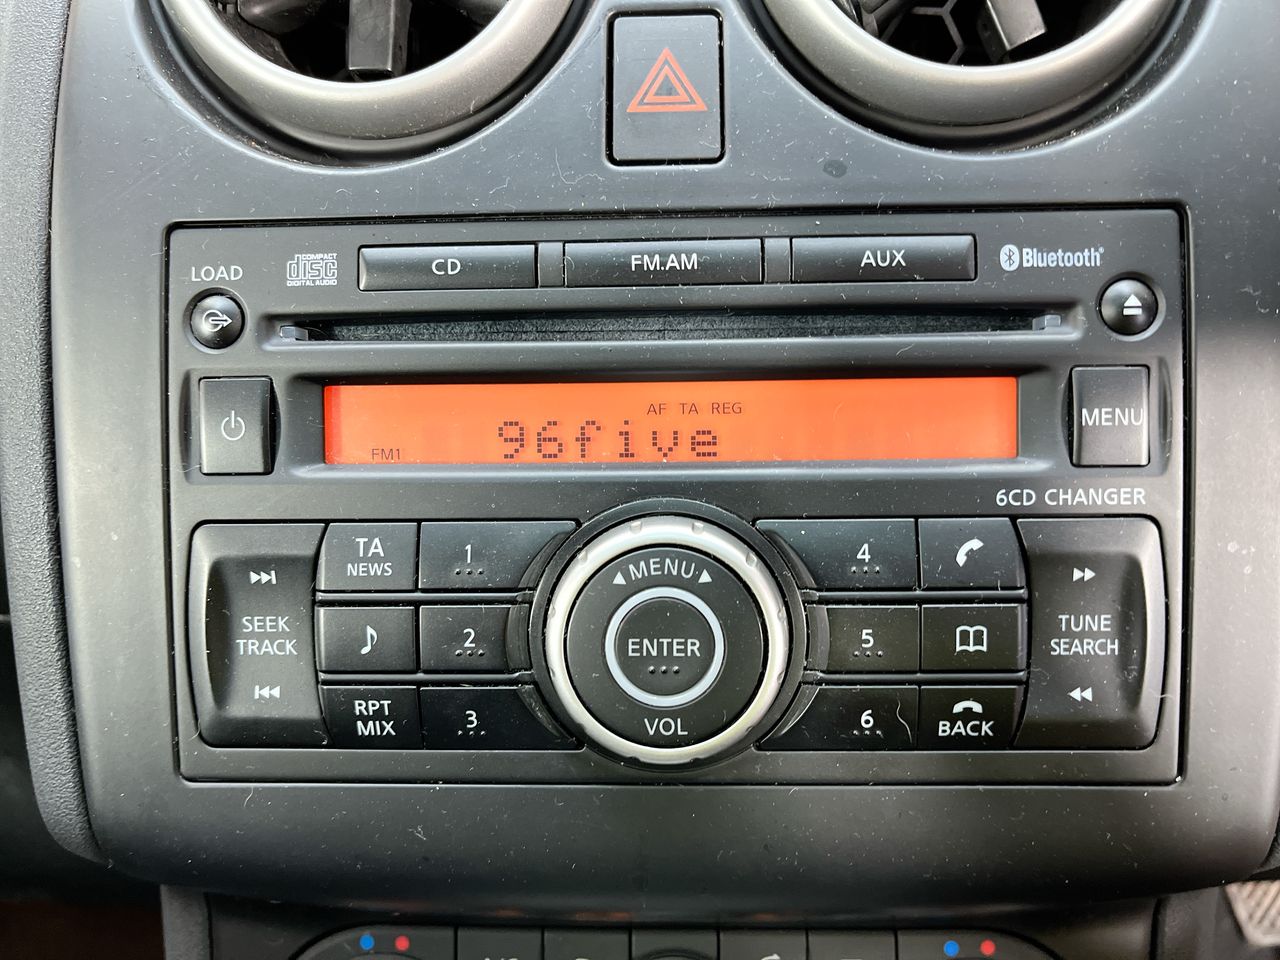 LOAD
COMPACT
disc
DIGITAL AUDIO
CD
FM.AM
AUX
Bluetooth®
AF TA REG
FM1
96five
MENU
6CD CHANGER
SEEK
TRACK
TA
NEWS
RPT
MIX
1
2
3
MENU
ENTER
VOL
4
5
6
BACK
TUNE
SEARCH